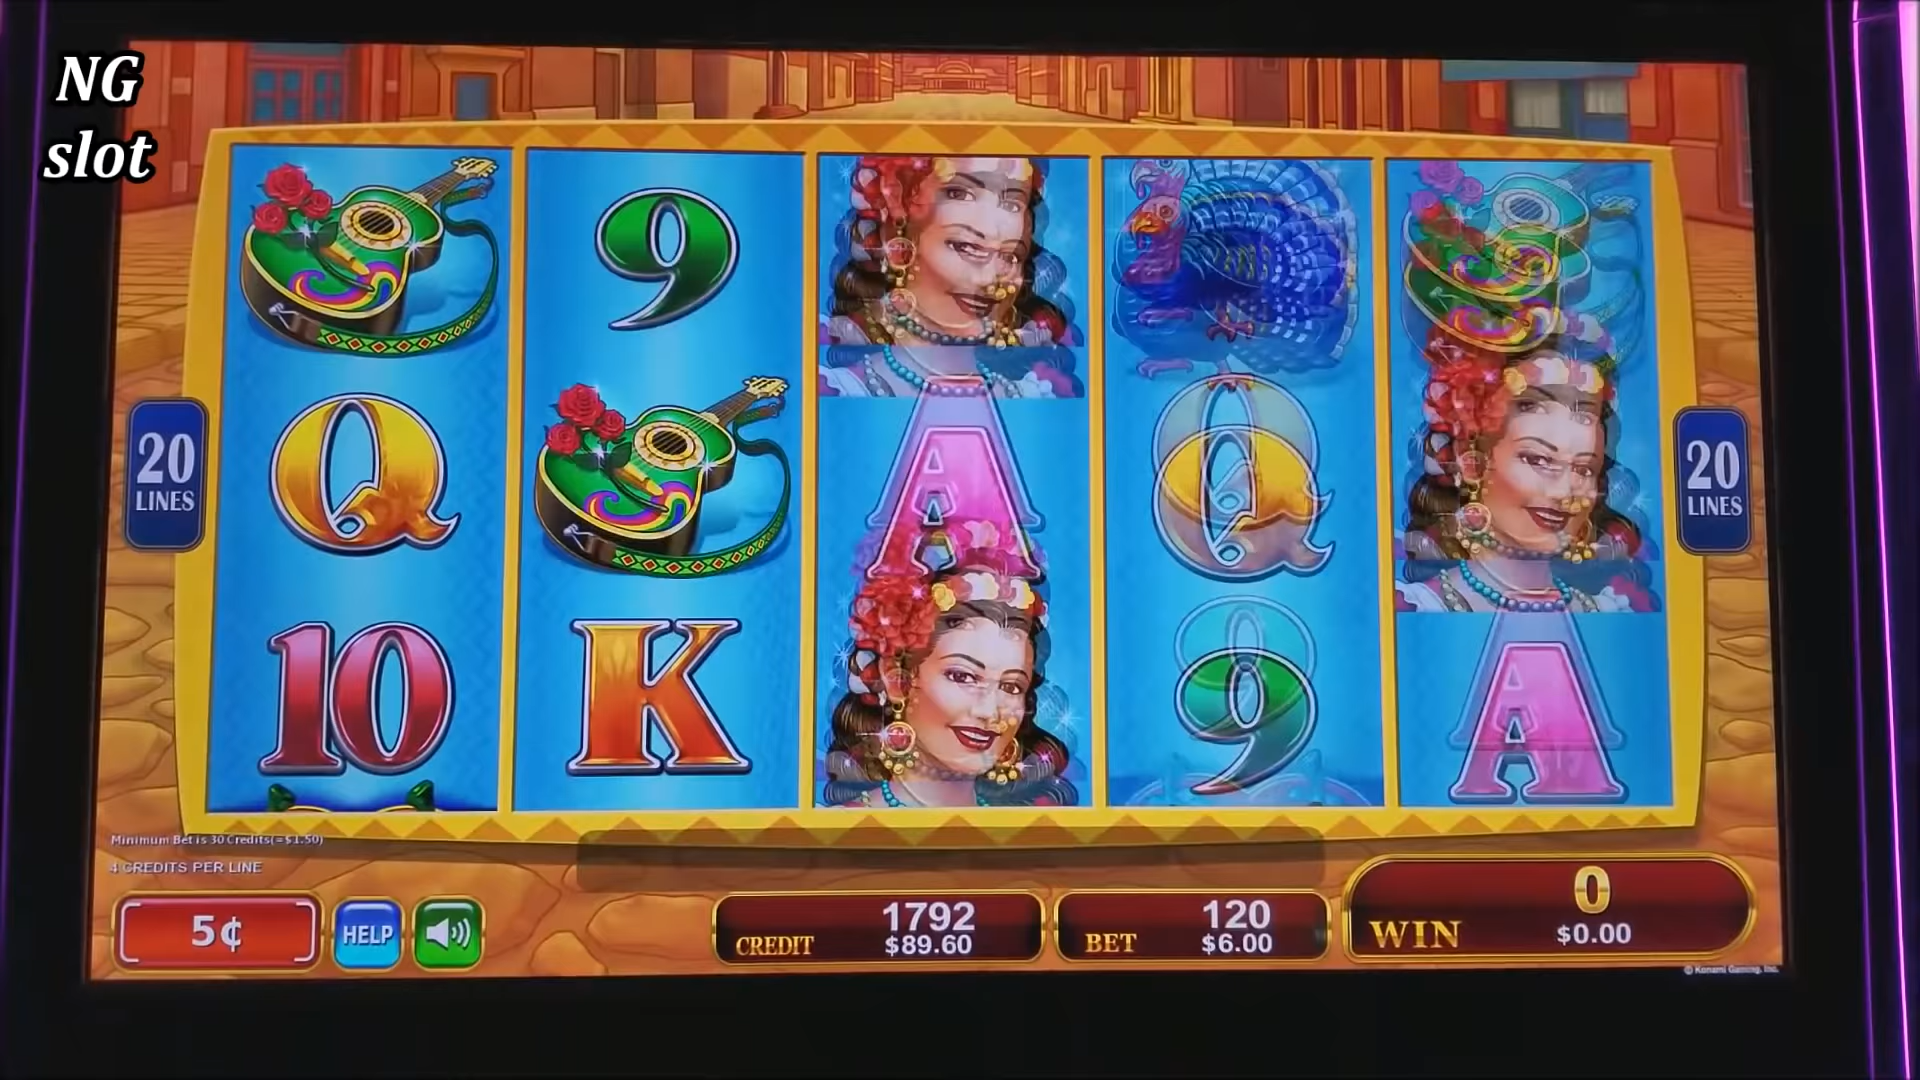 NG
slot
9
Q
Q
20
LINES
20
LINES
A
10
K
9
A
Minimum Bet is 30 Credits(=$1.50)
4 CREDITS PER LINE
5¢
HELP
CREDIT
1792
$89.60
BET
120
$6.00
WIN
0
$0.00
© Konami Gaming, Inc.